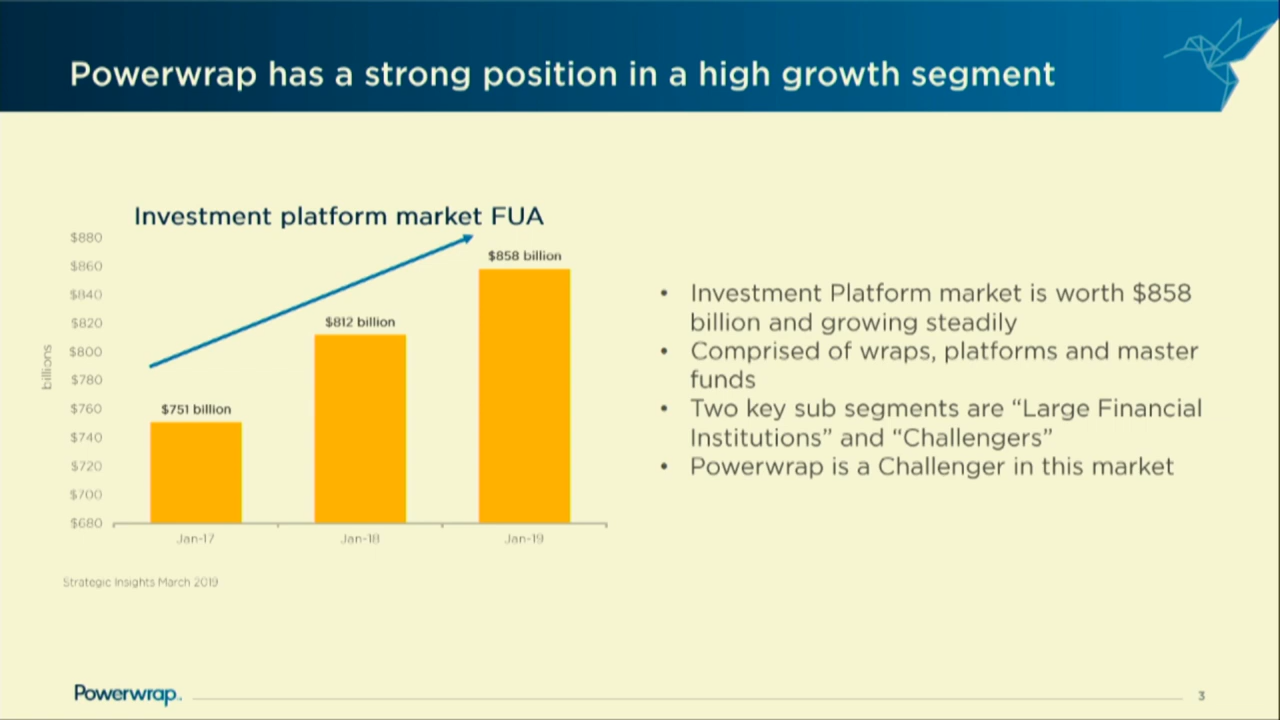 Powerwrap has a strong position in a high growth segment
Investment platform market FUA
$880
$860
$840
$820
$800
$780
$760
$740
$720
$700
$680
billions
$751 billion
$812 billion
$858 billion
Jan-17
Jan-18
Jan-19
Strategic Insights March 2019
• Investment Platform market is worth $858
billion and growing steadily
• Comprised of wraps, platforms and master
funds
• Two key sub segments are “Large Financial
Institutions” and “Challengers”
• Powerwrap is a Challenger in this market
Powerwrap
3